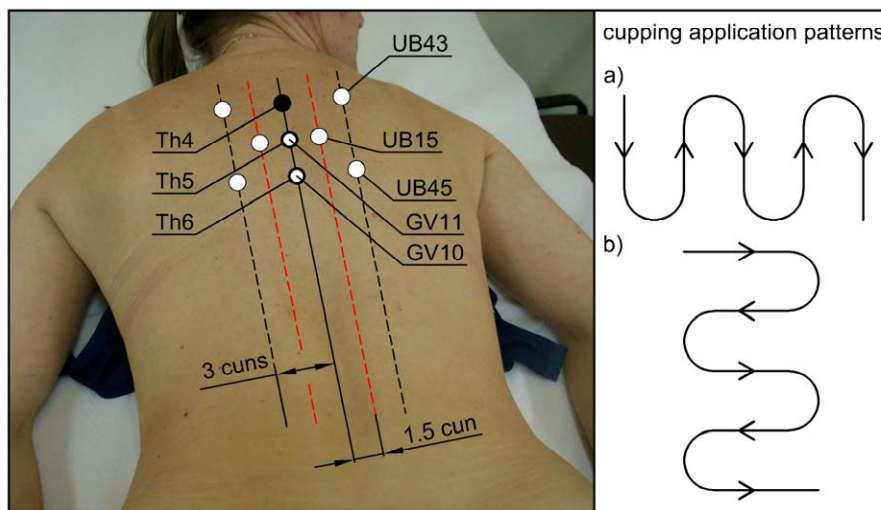 UB43
Th4
Th5
Th6
UB15
UB45
GV11
GV10
3 cuns
1.5 cun
cupping application patterns
a)
b)